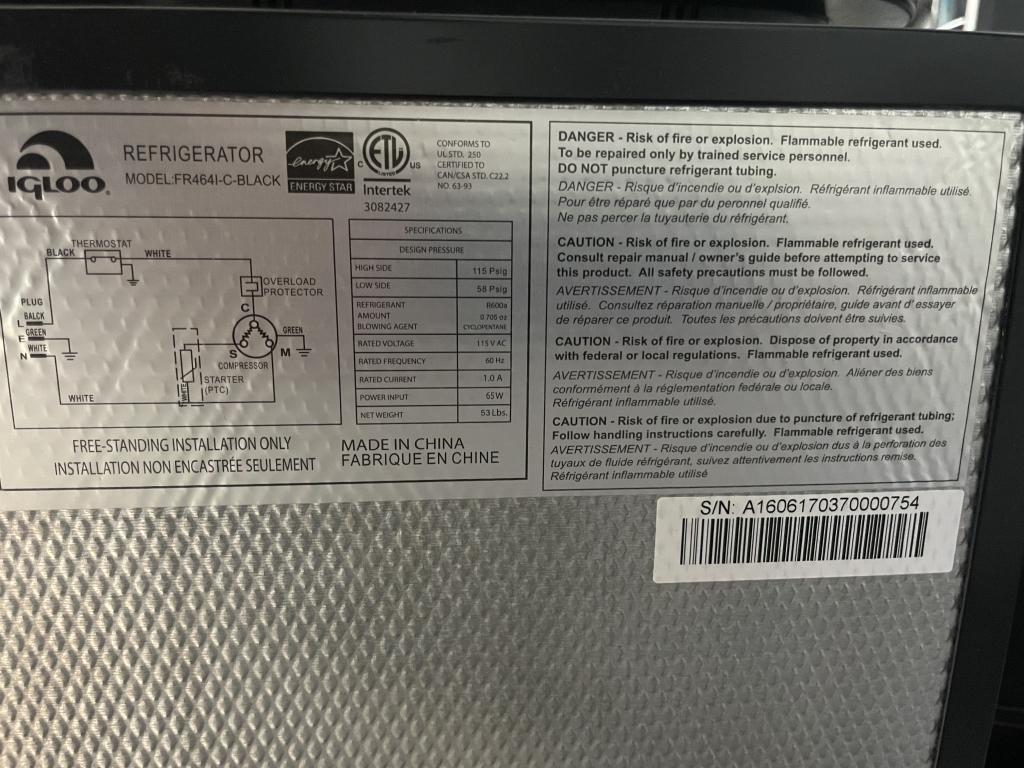 IGLOO®
REFRIGERATOR
MODEL:FR464I-C-BLACK
energy
ENERGY STAR
ETL
LISTED
C
US
Intertek
3082427
CONFORMS TO
UL STD. 250
CERTIFIED TO
CAN/CSA STD. C22.2
NO. 63-93
THERMOSTAT
BLACK
WHITE
OVERLOAD
PROTECTOR
PLUG
BALCK
L
GREEN
E
WHITE
N
C
S
M
GREEN
COMPRESSOR
STARTER
(PTC)
WHITE
WHITE
SPECIFICATIONS
DESIGN PRESSURE
HIGH SIDE 115 Psig
LOW SIDE 58 Psig
REFRIGERANT R600a
AMOUNT 0.705 oz
BLOWING AGENT CYCLOPENTANE
RATED VOLTAGE 115 V AC
RATED FREQUENCY 60 Hz
RATED CURRENT 1.0 A
POWER INPUT 65W
NET WEIGHT 53 Lbs.
FREE-STANDING INSTALLATION ONLY
INSTALLATION NON ENCASTRÉE SEULEMENT
MADE IN CHINA
FABRIQUE EN CHINE
DANGER - Risk of fire or explosion. Flammable refrigerant used.
To be repaired only by trained service personnel.
DO NOT puncture refrigerant tubing.
DANGER - Risque d'incendie ou d'explsion. Réfrigérant inflammable utilisé.
Pour être réparé que par du peronnel qualifié.
Ne pas percer la tuyauterie du réfrigérant.
CAUTION - Risk of fire or explosion. Flammable refrigerant used.
Consult repair manual / owner's guide before attempting to service
this product. All safety precautions must be followed.
AVERTISSEMENT - Risque d'incendie ou d'explosion. Réfrigérant inflammable
utilisé. Consultez réparation manuelle / propriétaire, guide avant d' essayer
de réparer ce produit. Toutes les précautions doivent être suivies.
CAUTION - Risk of fire or explosion. Dispose of property in accordance
with federal or local regulations. Flammable refrigerant used.
AVERTISSEMENT - Risque d'incendie ou d'explosion. Aliéner des biens
conformément à la réglementation fedérale ou locale.
Réfrigérant inflammable utilisé.
CAUTION - Risk of fire or explosion due to puncture of refrigerant tubing;
Follow handling instructions carefully. Flammable refrigerant used.
AVERTISSEMENT - Risque d'incendie ou d'explosion dus à la perforation des
tuyaux de fluide réfrigérant, suivez attentivement les instructions remise.
Réfrigérant inflammable utilisé
S/N: A1606170370000754